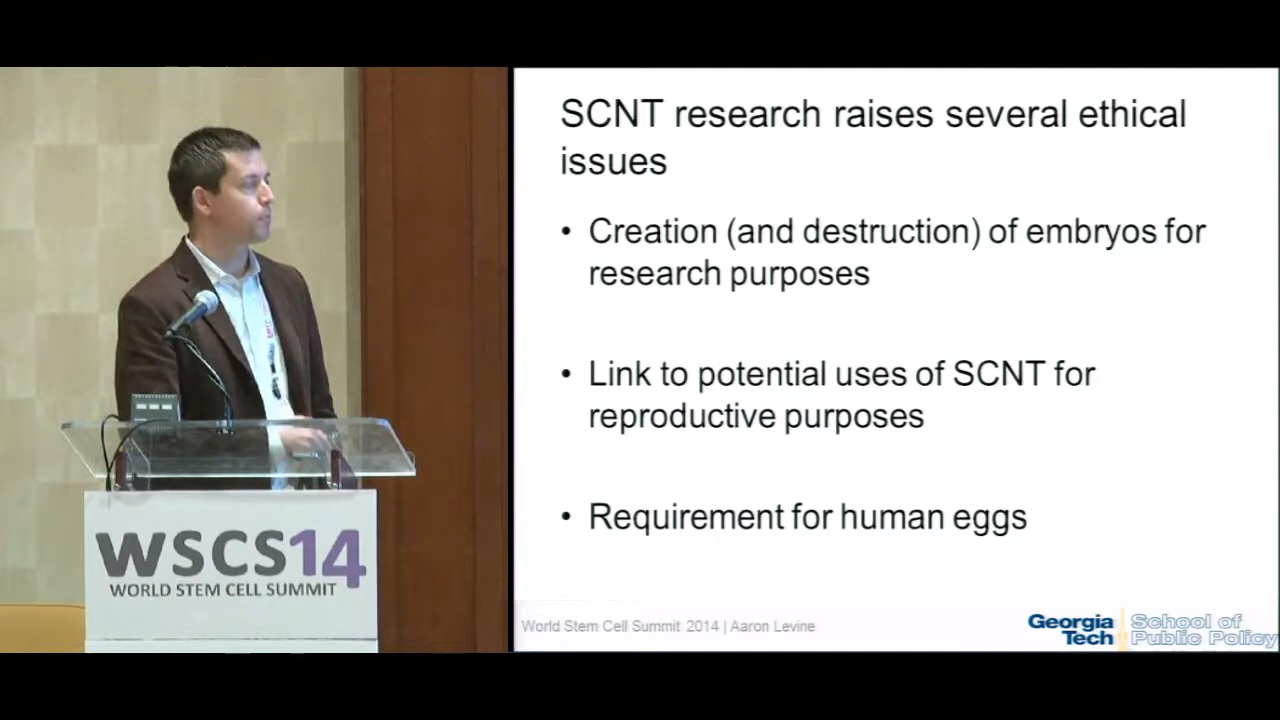 SCNT research raises several ethical
issues
• Creation (and destruction) of embryos for
research purposes
• Link to potential uses of SCNT for
reproductive purposes
• Requirement for human eggs
World Stem Cell Summit 2014 | Aaron Levine
Georgia
Tech
School of
Public Policy
WSCS14
WORLD STEM CELL SUMMIT